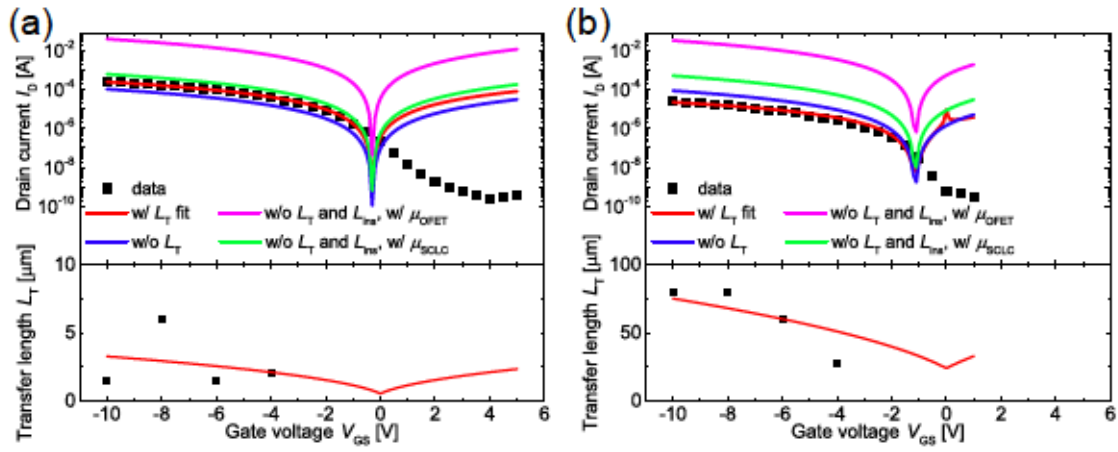 (a)
Drain current I_D [A]
10^-2
10^-4
10^-6
10^-8
10^-10
data
w/ L_T fit
w/o L_T
w/o L_T and L_ins, w/ μ_OFET
w/o L_T and L_ins, w/ μ_SCLC
Transfer length L_T [μm]
10
5
0
-10 -8 -6 -4 -2 0 2 4 6
Gate voltage V_GS [V]
(b)
Drain current I_D [A]
10^-2
10^-4
10^-6
10^-8
10^-10
data
w/ L_T fit
w/o L_T
w/o L_T and L_ins, w/ μ_OFET
w/o L_T and L_ins, w/ μ_SCLC
Transfer length L_T [μm]
100
50
0
-10 -8 -6 -4 -2 0 2 4 6
Gate voltage V_GS [V]